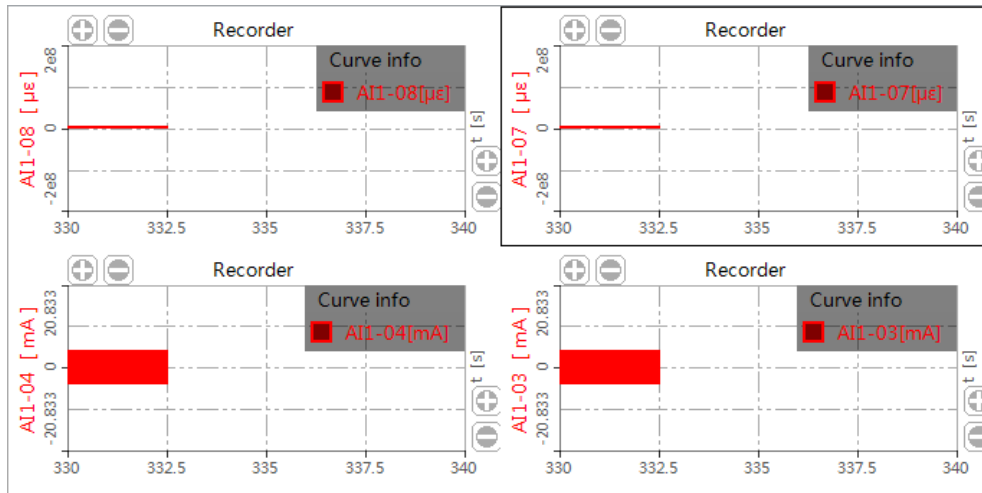 Recorder
Curve info
AI1-08[με]
AI1-08 [ με ]
2e8
0
-2e8
t [s]
330 332.5 335 337.5 340
Recorder
Curve info
AI1-07[με]
AI1-07 [ με ]
2e8
0
-2e8
t [s]
330 332.5 335 337.5 340
Recorder
Curve info
AI1-04[mA]
AI1-04 [ mA ]
20.833
0
-20.833
t [s]
330 332.5 335 337.5 340
Recorder
Curve info
AI1-03[mA]
AI1-03 [ mA ]
20.833
0
-20.833
t [s]
330 332.5 335 337.5 340